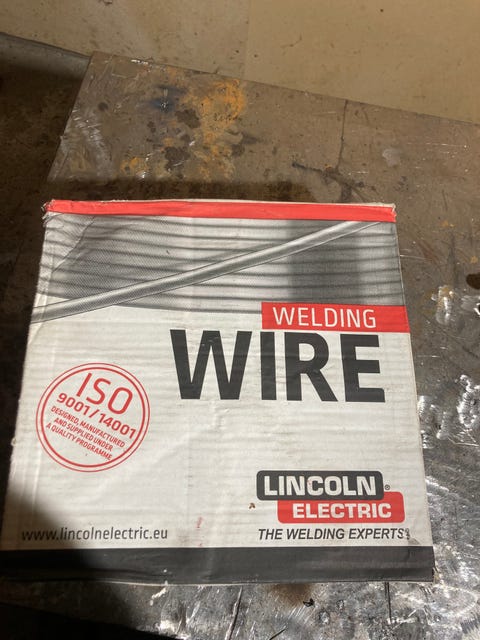 WELDING
WIRE
ISO
9001/14001
DESIGNED, MANUFACTURED
AND SUPPLIED UNDER
A QUALITY PROGRAMME
LINCOLN®
ELECTRIC
www.lincolnelectric.eu
THE WELDING EXPERTS®